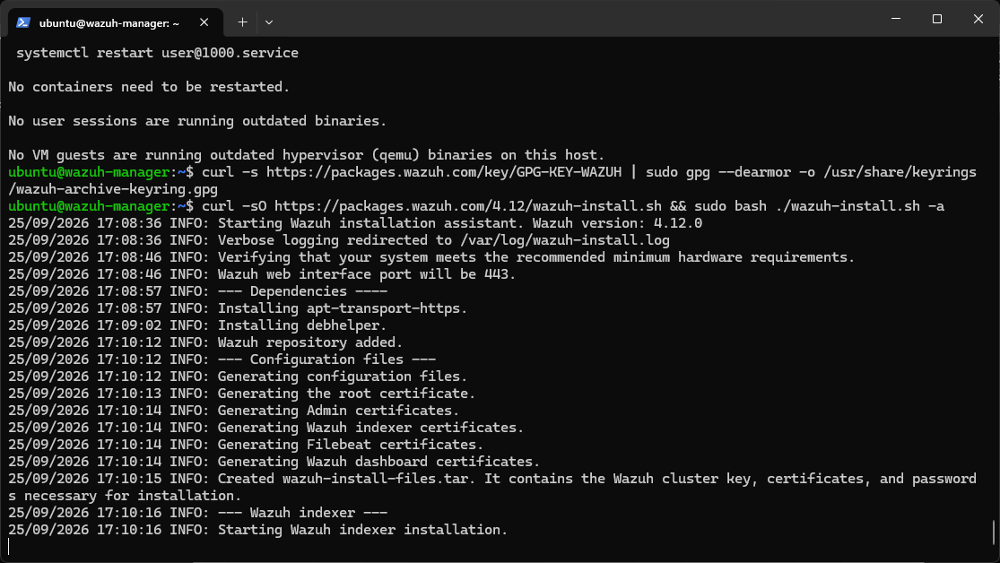 ubuntu@wazuh-manager: ~
systemctl restart user@1000.service
No containers need to be restarted.
No user sessions are running outdated binaries.
No VM guests are running outdated hypervisor (qemu) binaries on this host.
ubuntu@wazuh-manager:~$ curl -s https://packages.wazuh.com/key/GPG-KEY-WAZUH | sudo gpg --dearmor -o /usr/share/keyrings
/wazuh-archive-keyring.gpg
ubuntu@wazuh-manager:~$ curl -sO https://packages.wazuh.com/4.12/wazuh-install.sh && sudo bash ./wazuh-install.sh -a
25/09/2026 17:08:36 INFO: Starting Wazuh installation assistant. Wazuh version: 4.12.0
25/09/2026 17:08:36 INFO: Verbose logging redirected to /var/log/wazuh-install.log
25/09/2026 17:08:46 INFO: Verifying that your system meets the recommended minimum hardware requirements.
25/09/2026 17:08:46 INFO: Wazuh web interface port will be 443.
25/09/2026 17:08:57 INFO: --- Dependencies ----
25/09/2026 17:08:57 INFO: Installing apt-transport-https.
25/09/2026 17:09:02 INFO: Installing debhelper.
25/09/2026 17:10:12 INFO: Wazuh repository added.
25/09/2026 17:10:12 INFO: --- Configuration files ---
25/09/2026 17:10:12 INFO: Generating configuration files.
25/09/2026 17:10:13 INFO: Generating the root certificate.
25/09/2026 17:10:14 INFO: Generating Admin certificates.
25/09/2026 17:10:14 INFO: Generating Wazuh indexer certificates.
25/09/2026 17:10:14 INFO: Generating Filebeat certificates.
25/09/2026 17:10:14 INFO: Generating Wazuh dashboard certificates.
25/09/2026 17:10:15 INFO: Created wazuh-install-files.tar. It contains the Wazuh cluster key, certificates, and password
s necessary for installation.
25/09/2026 17:10:16 INFO: --- Wazuh indexer ---
25/09/2026 17:10:16 INFO: Starting Wazuh indexer installation.